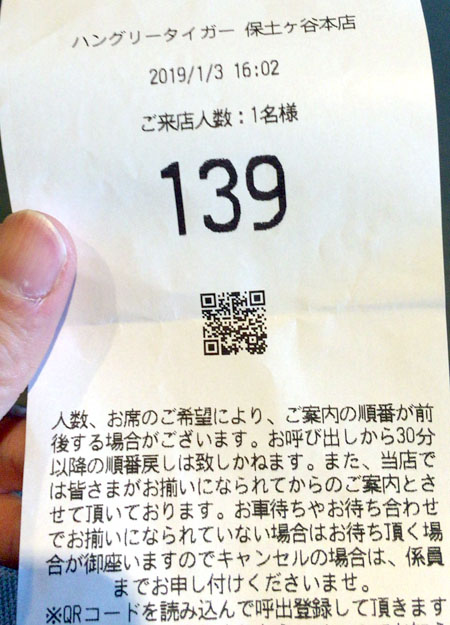 ハングリータイガー 保土ヶ谷本店
2019/1/3 16:02
ご来店人数：1名様
139
人数、お席のご希望により、ご案内の順番が前
後する場合がございます。お呼び出しから30分
以降の順番戻しは致しかねます。また、当店で
は皆さまがお揃いになられてからのご案内とさ
せて頂いております。お車待ちやお待ち合わせ
でお揃いになられていない場合はお待ち頂く場
合が御座いますのでキャンセルの場合は、係員
までお申し付けくださいませ。
※QRコードを読み込んで呼出登録して頂きます